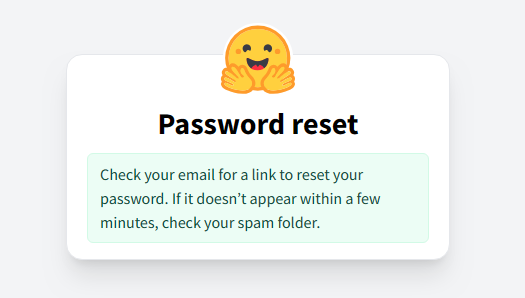 Password reset
Check your email for a link to reset your
password. If it doesn’t appear within a few
minutes, check your spam folder.